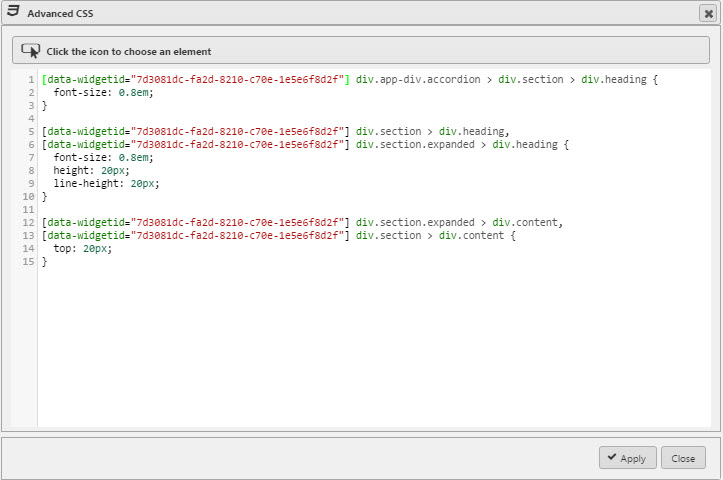 Advanced CSS
Click the icon to choose an element
1 [data-widgetid="7d3081dc-fa2d-8210-c70e-1e5e6f8d2f"] div.app-div.accordion > div.section > div.heading {
2   font-size: 0.8em;
3 }
4
5 [data-widgetid="7d3081dc-fa2d-8210-c70e-1e5e6f8d2f"] div.section > div.heading,
6 [data-widgetid="7d3081dc-fa2d-8210-c70e-1e5e6f8d2f"] div.section.expanded > div.heading {
7   font-size: 0.8em;
8   height: 20px;
9   line-height: 20px;
10 }
11
12 [data-widgetid="7d3081dc-fa2d-8210-c70e-1e5e6f8d2f"] div.section.expanded > div.content,
13 [data-widgetid="7d3081dc-fa2d-8210-c70e-1e5e6f8d2f"] div.section > div.content {
14   top: 20px;
15 }
Apply Close